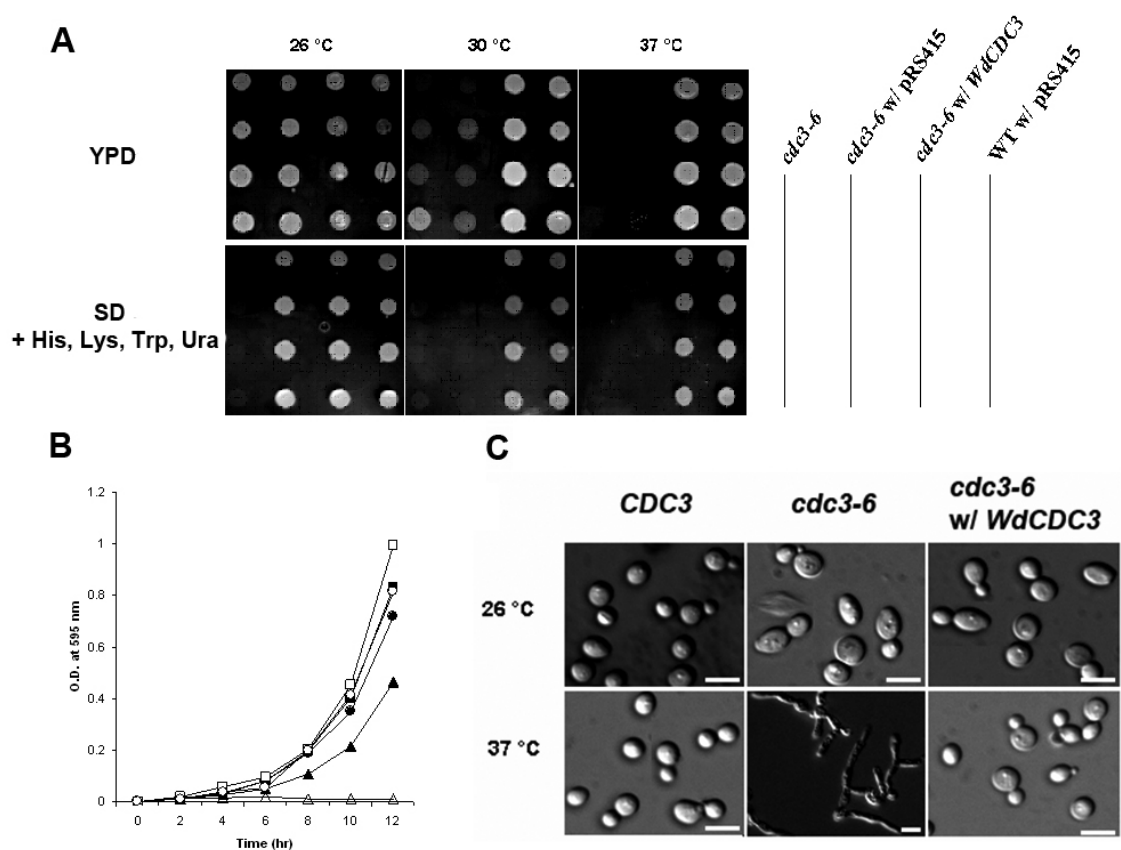 A
26 °C 30 °C 37 °C
cdc3-6
cdc3-6 w/ pRS415
cdc3-6 w/ WdCDC3
WT w/ pRS415
YPD
SD
+ His, Lys, Trp, Ura
B
1.2
1
0.8
0.6
0.4
0.2
0
O.D. at 595 nm
0 2 4 6 8 10 12
Time (hr)
C
CDC3 cdc3-6 cdc3-6
w/ WdCDC3
26 °C
37 °C